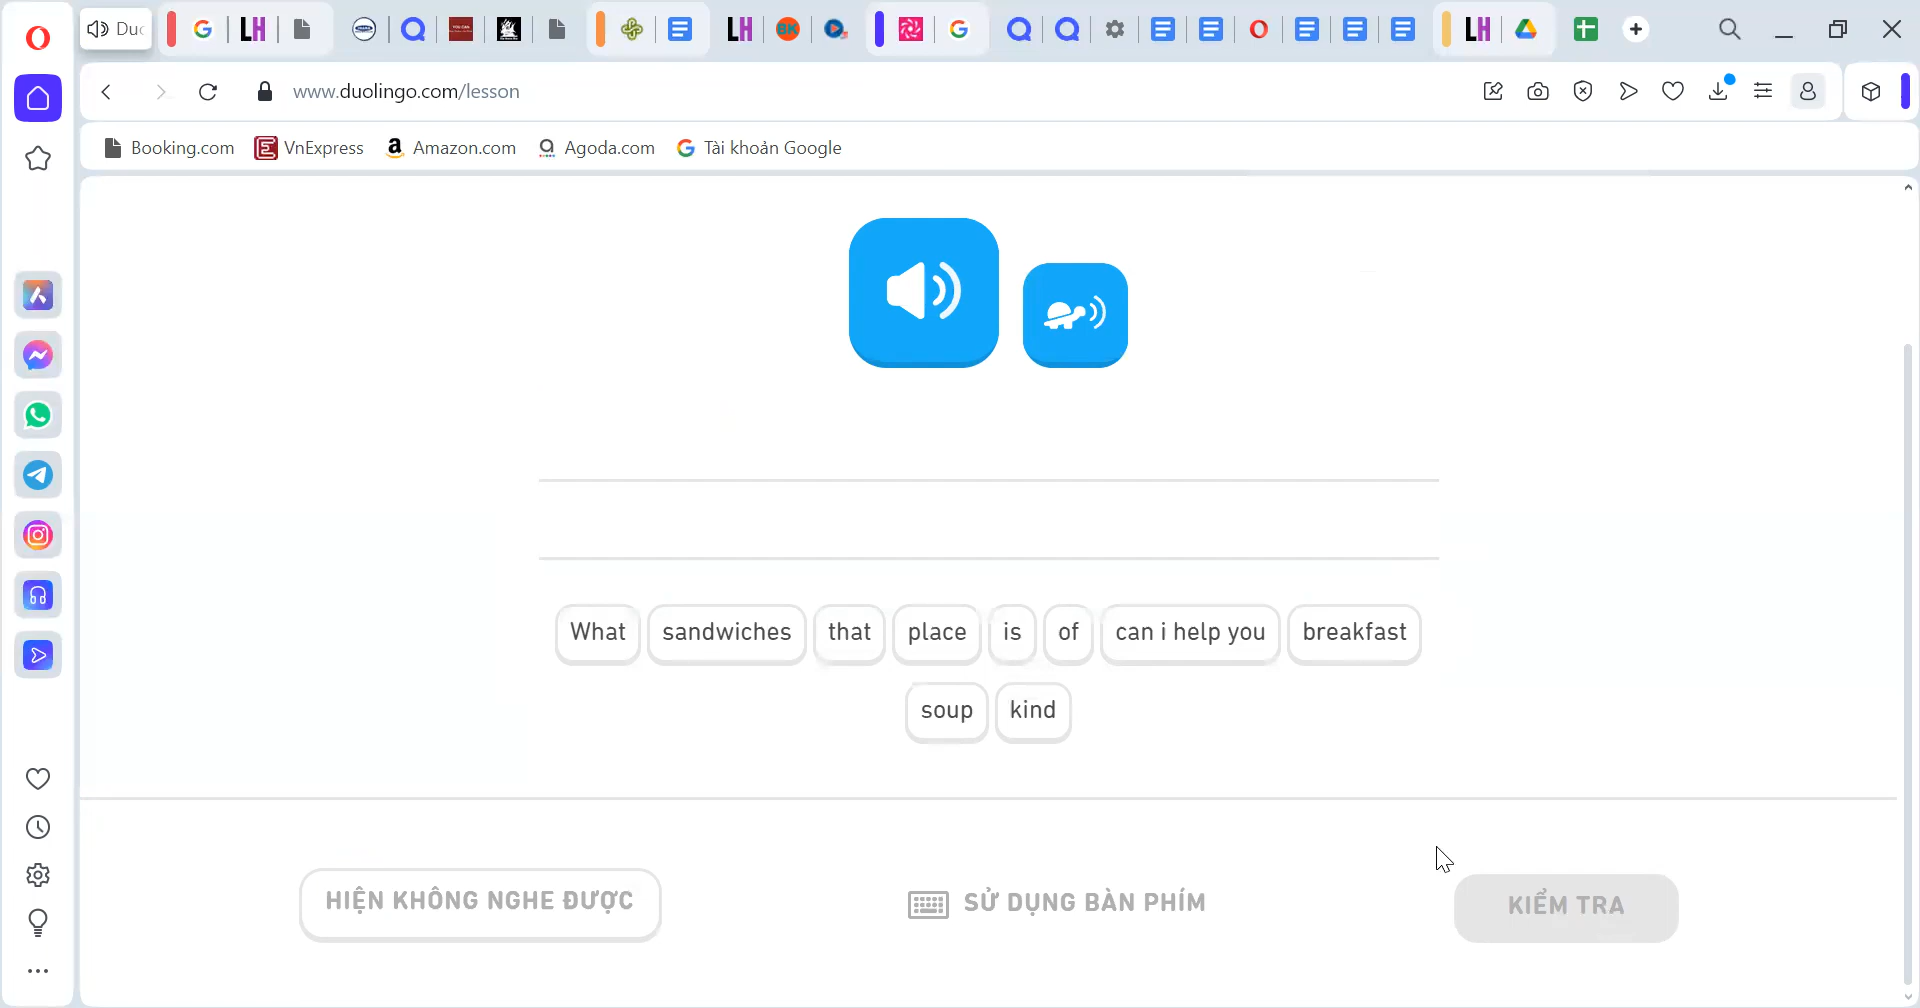 Duo
www.duolingo.com/lesson
Booking.com VnExpress Amazon.com Agoda.com Tài khoản Google
What sandwiches that place is of can i help you breakfast
soup kind
HIỆN KHÔNG NGHE ĐƯỢC SỬ DỤNG BÀN PHÍM KIỂM TRA